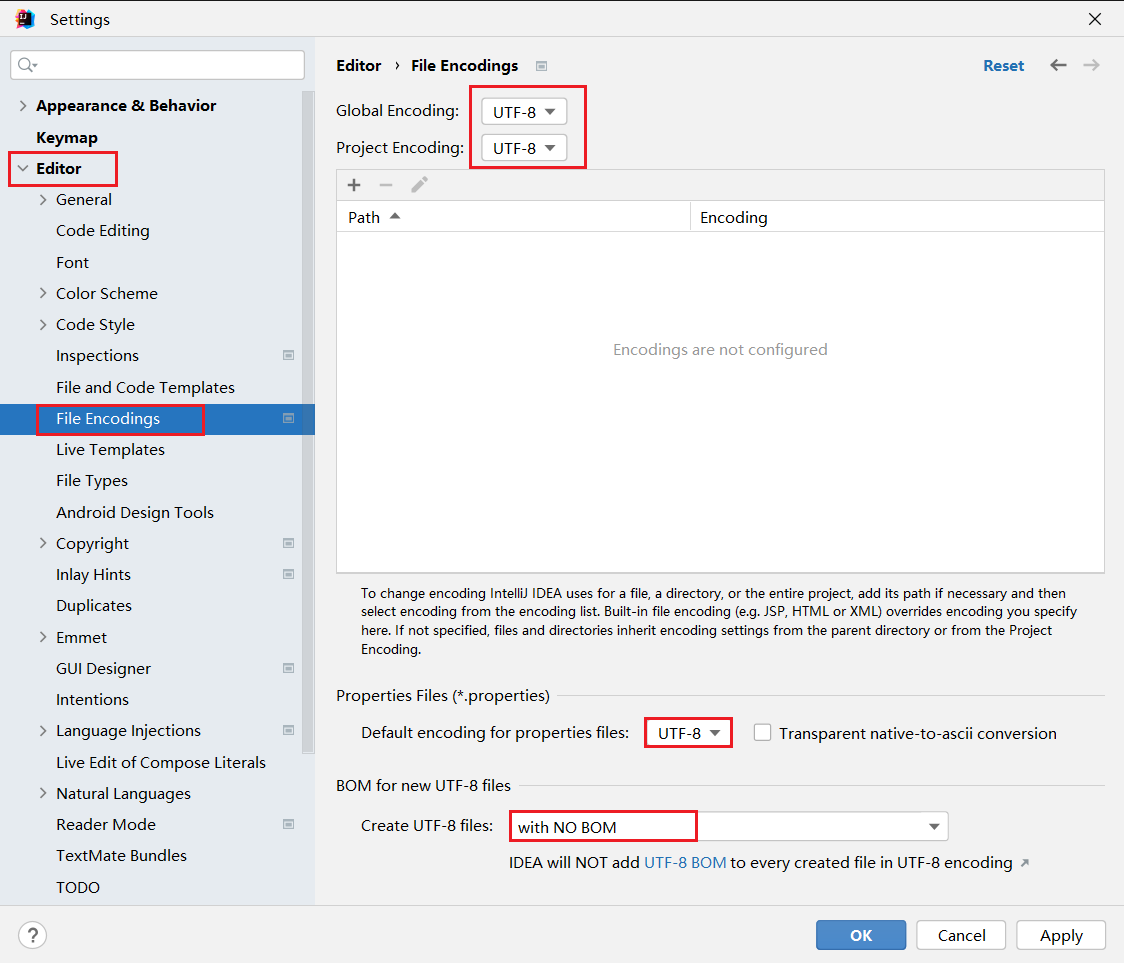 Settings
Appearance & Behavior
Keymap
Editor
General
Code Editing
Font
Color Scheme
Code Style
Inspections
File and Code Templates
File Encodings
Live Templates
File Types
Android Design Tools
Copyright
Inlay Hints
Duplicates
Emmet
GUI Designer
Intentions
Language Injections
Live Edit of Compose Literals
Natural Languages
Reader Mode
TextMate Bundles
TODO
Editor › File Encodings
Reset
Global Encoding: UTF-8
Project Encoding: UTF-8
Path Encoding
Encodings are not configured
To change encoding IntelliJ IDEA uses for a file, a directory, or the entire project, add its path if necessary and then
select encoding from the encoding list. Built-in file encoding (e.g. JSP, HTML or XML) overrides encoding you specify
here. If not specified, files and directories inherit encoding settings from the parent directory or from the Project
Encoding.
Properties Files (*.properties)
Default encoding for properties files: UTF-8 Transparent native-to-ascii conversion
BOM for new UTF-8 files
Create UTF-8 files: with NO BOM
IDEA will NOT add UTF-8 BOM to every created file in UTF-8 encoding
? OK Cancel Apply